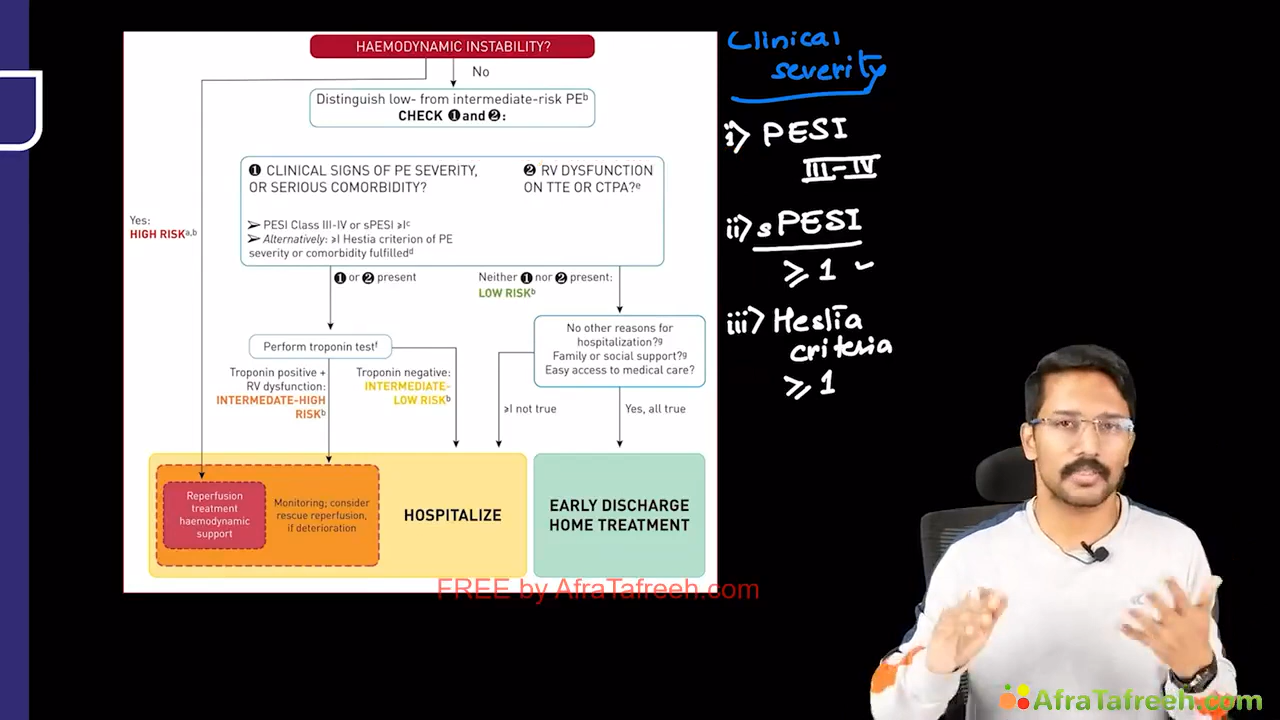 HAEMODYNAMIC INSTABILITY?
No
Distinguish low- from intermediate-risk PEᵇ
CHECK ❶ and ❷:
❶ CLINICAL SIGNS OF PE SEVERITY,
OR SERIOUS COMORBIDITY?
➢ PESI Class III-IV or sPESI ≥Iᶜ
➢ Alternatively: ≥I Hestia criterion of PE
severity or comorbidity fulfilledᵈ
❷ RV DYSFUNCTION
ON TTE OR CTPA?ᵉ
Yes:
HIGH RISKᵃ,ᵇ
❶ or ❷ present
Neither ❶ nor ❷ present:
LOW RISKᵇ
Perform troponin testᶠ
No other reasons for
hospitalization?ᵍ
Family or social support?ᵍ
Easy access to medical care?
Troponin positive +
RV dysfunction:
INTERMEDATE-HIGH
RISKᵇ
Troponin negative:
INTERMEDIATE-
LOW RISKᵇ
≥I not true
Yes, all true
Reperfusion
treatment
haemodynamic
support
Monitoring; consider
rescue reperfusion,
if deterioration
HOSPITALIZE
EARLY DISCHARGE
HOME TREATMENT
Clinical
severity
i) PESI
III-IV
ii) sPESI
≥ 1
iii) Hestia
criteria
≥ 1
FREE by AfraTafreeh.com
AfraTafreeh.com